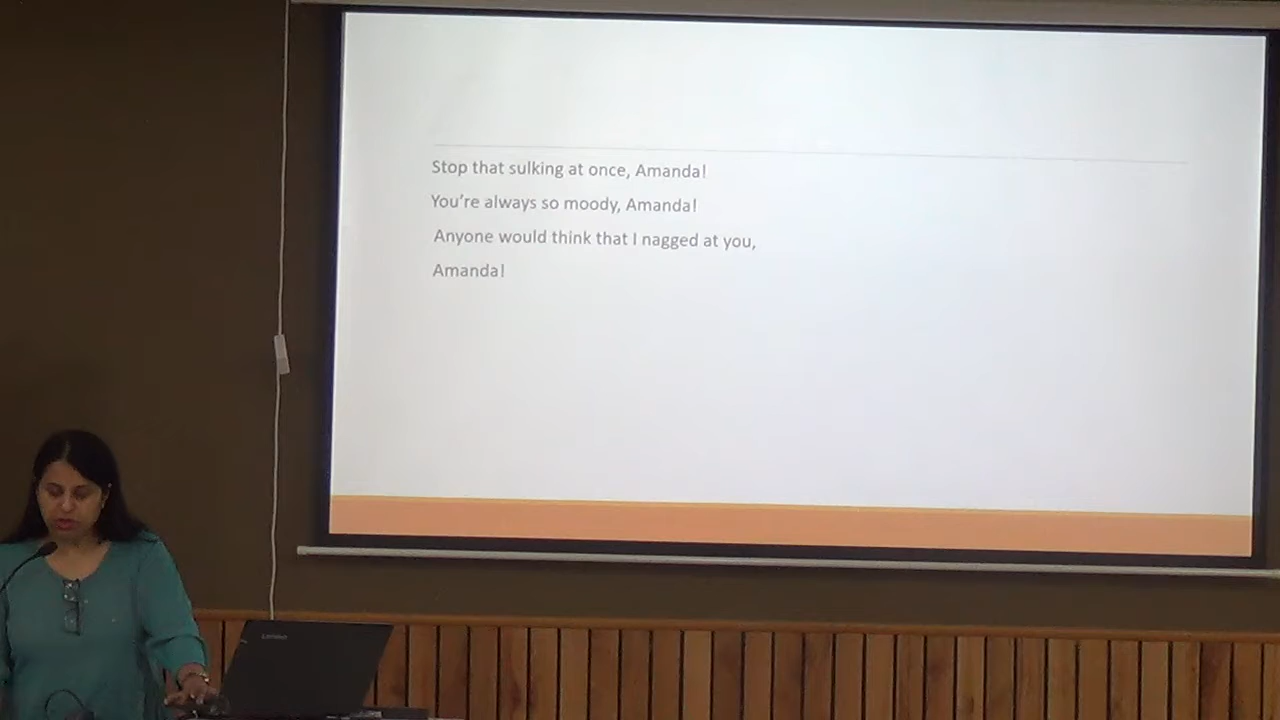 Stop that sulking at once, Amanda!
You're always so moody, Amanda!
Anyone would think that I nagged at you,
Amanda!
Lenovo